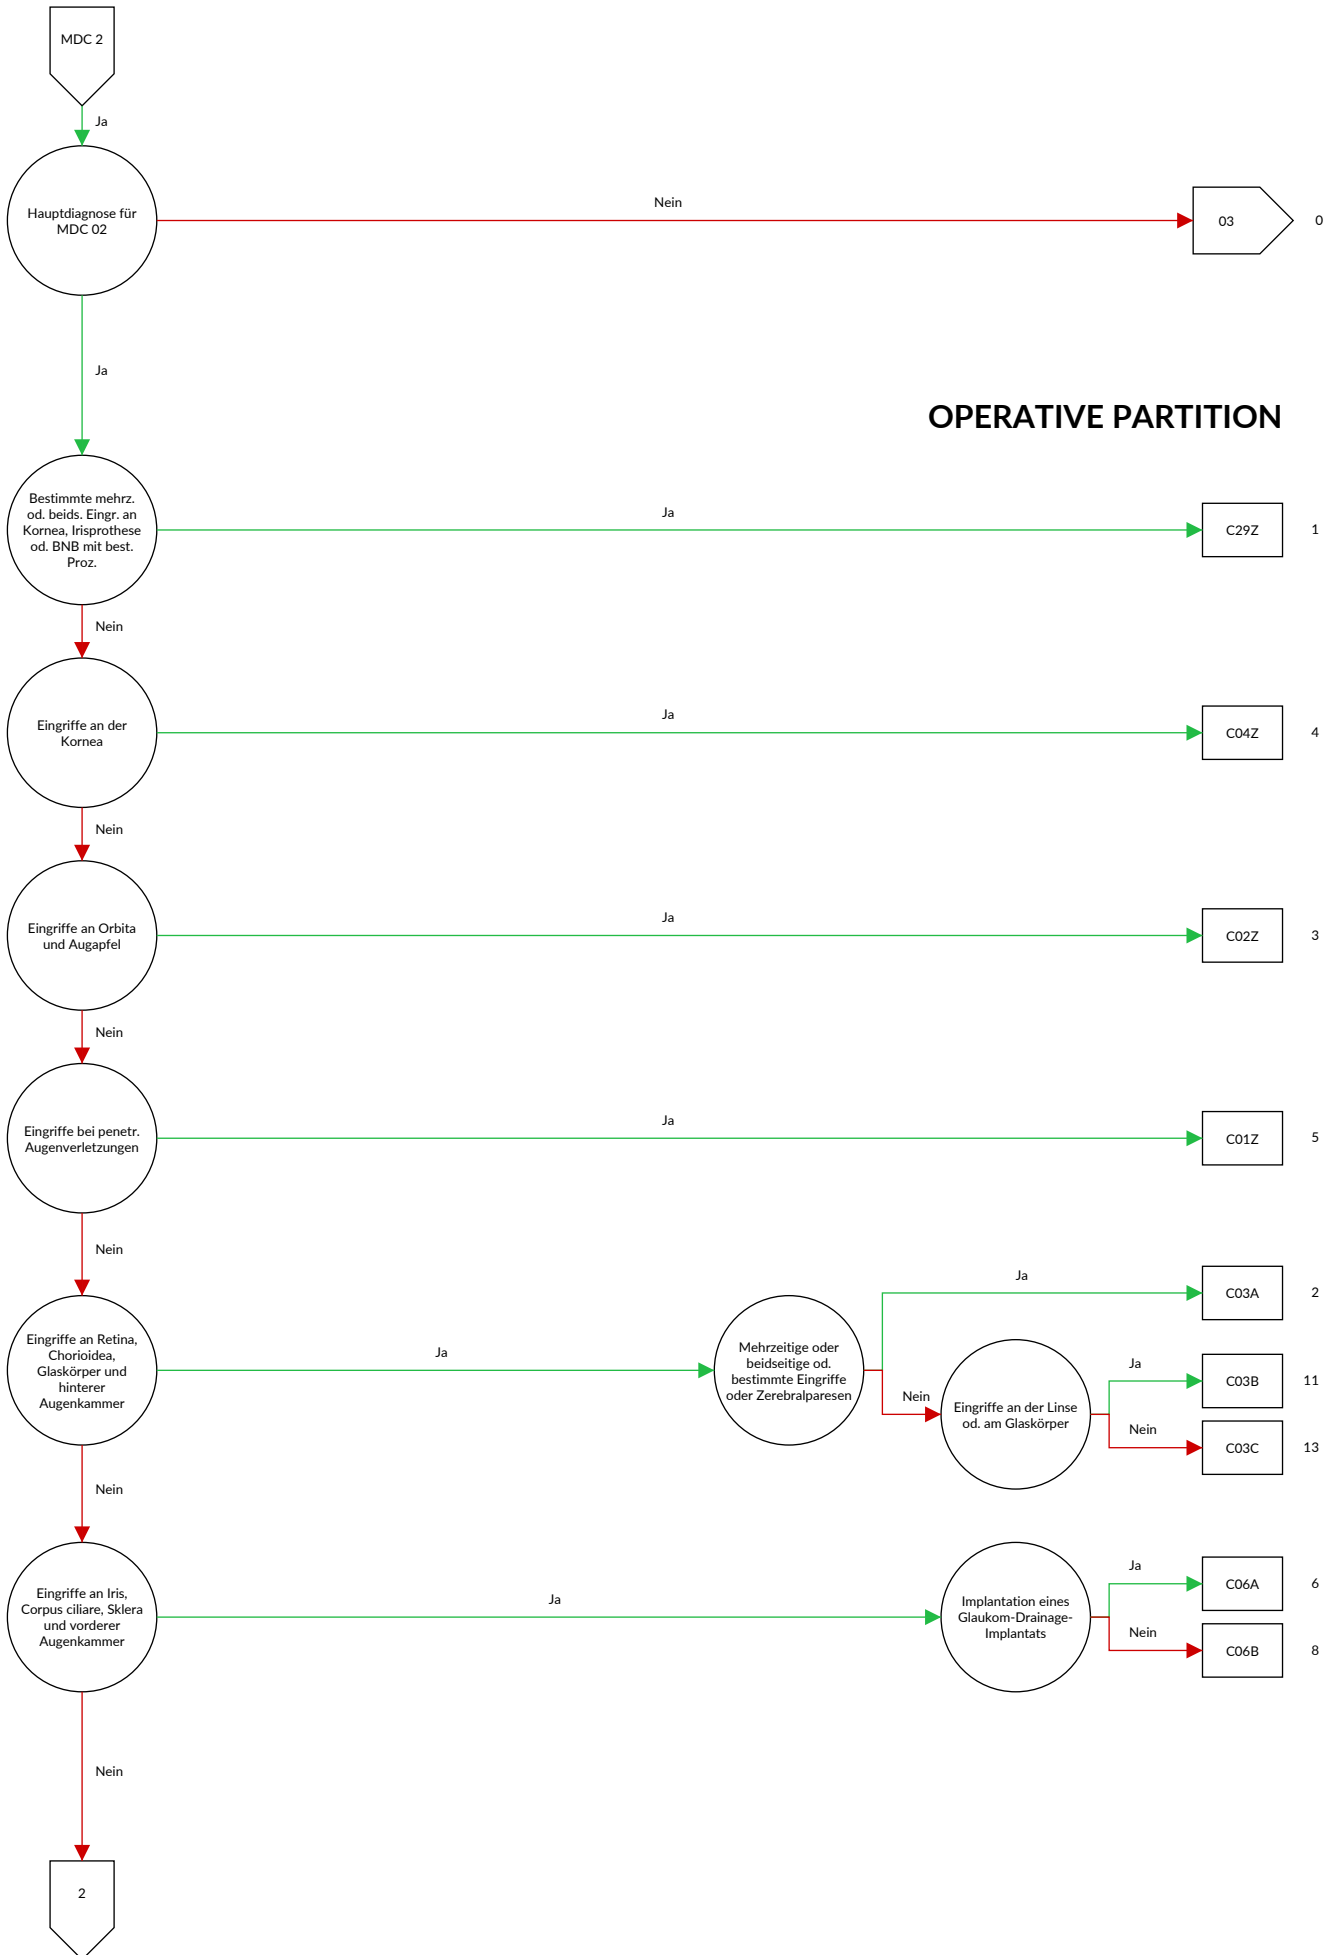 MDC 2
Ja
Hauptdiagnose für
MDC 02
Nein
03
0
Ja
OPERATIVE PARTITION
Bestimmte mehrz.
od. beids. Eingr. an
Kornea, Irisprothese
od. BNB mit best.
Proz.
Ja
C29Z
1
Nein
Eingriffe an der
Kornea
Ja
C04Z
4
Nein
Eingriffe an Orbita
und Augapfel
Ja
C02Z
3
Nein
Eingriffe bei penetr.
Augenverletzungen
Ja
C01Z
5
Nein
Eingriffe an Retina,
Chorioidea,
Glaskörper und
hinterer
Augenkammer
Ja
Mehrzeitige oder
beidseitige od.
bestimmte Eingriffe
oder Zerebralparesen
Ja
C03A
2
Nein
Eingriffe an der Linse
od. am Glaskörper
Ja
C03B
11
Nein
C03C
13
Nein
Eingriffe an Iris,
Corpus ciliare, Sklera
und vorderer
Augenkammer
Ja
Implantation eines
Glaukom-Drainage-
Implantats
Ja
C06A
6
Nein
C06B
8
Nein
2